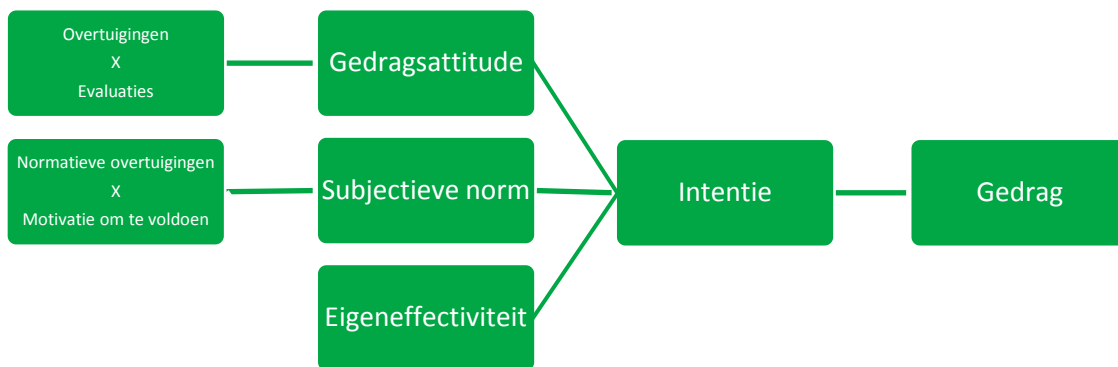 Overtuigingen
X
Evaluaties
Gedragsattitude
Normatieve overtuigingen
X
Motivatie om te voldoen
Subjectieve norm
Intentie
Gedrag
Eigeneffectiviteit